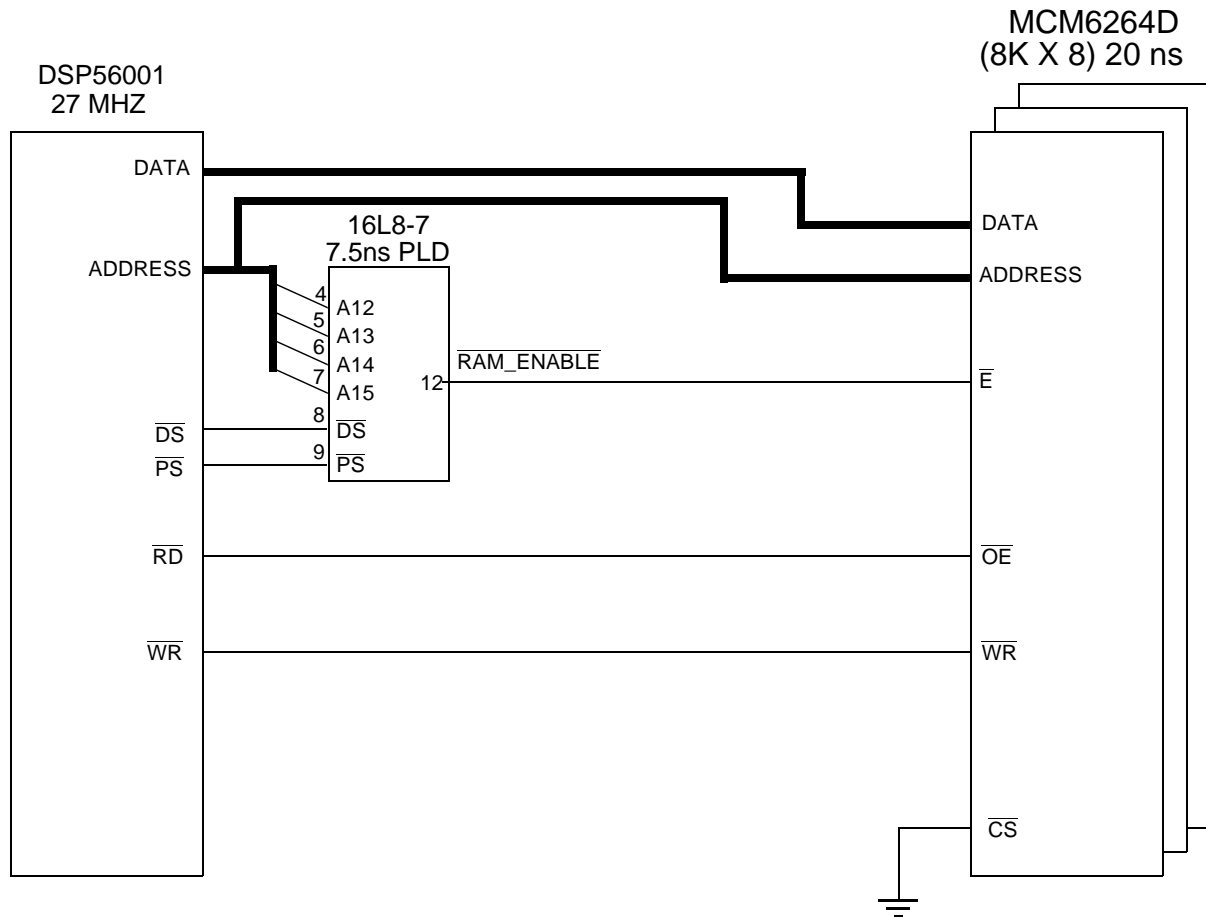 MCM6264D
(8K X 8) 20 ns
DSP56001
27 MHZ
DATA
ADDRESS
DS
PS
RD
WR
16L8-7
7.5ns PLD
4
A12
5
A13
6
A14
7
A15
8
DS
9
PS
12
RAM_ENABLE
DATA
ADDRESS
E
OE
WR
CS